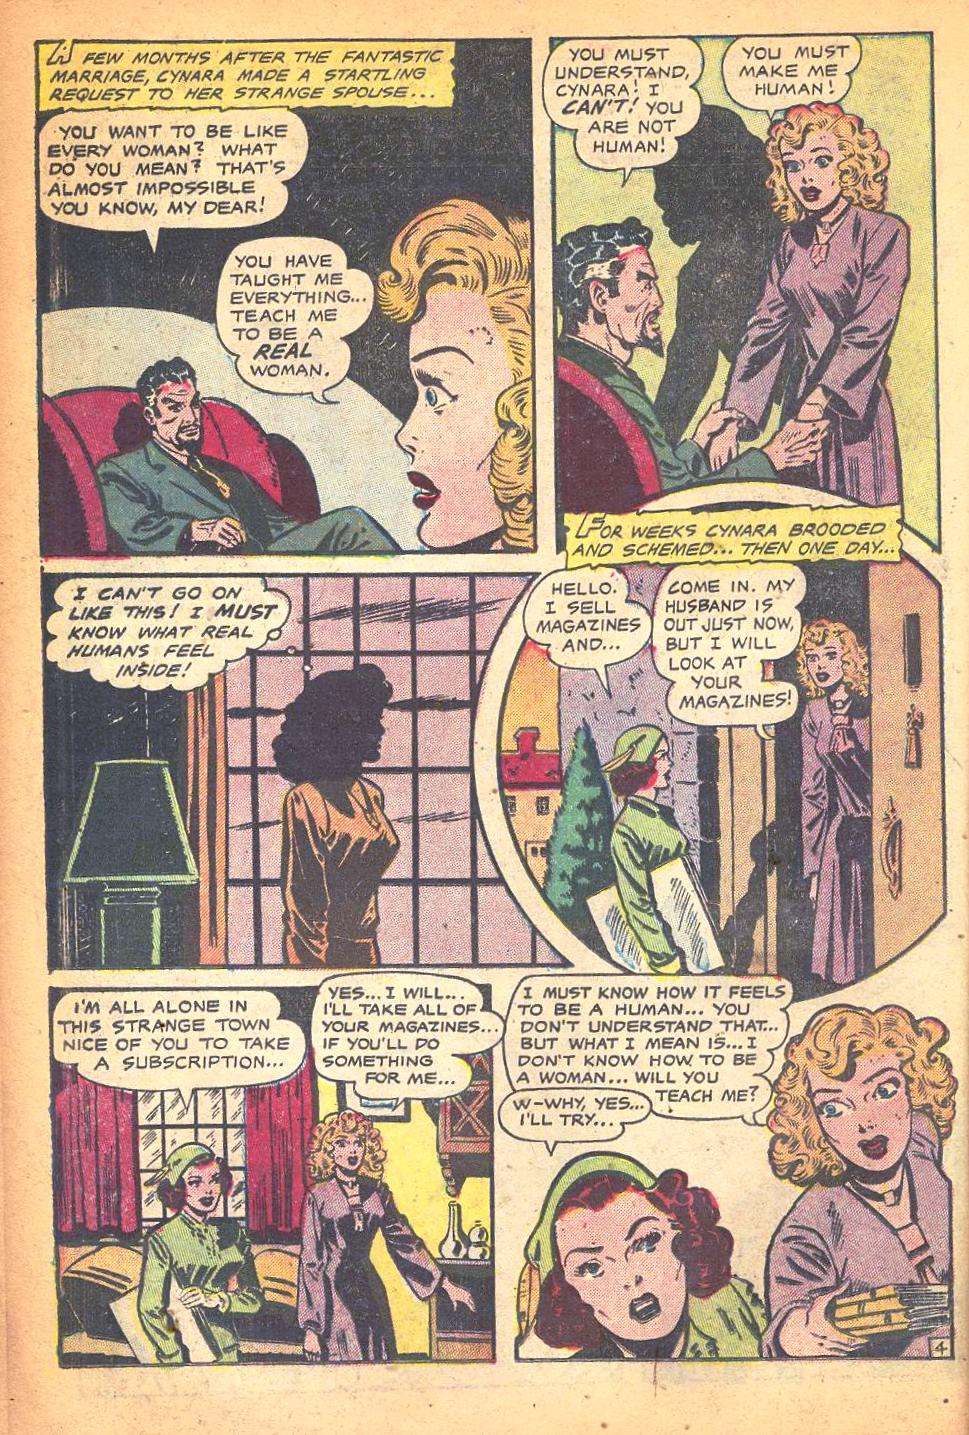 A FEW MONTHS AFTER THE FANTASTIC
MARRIAGE, CYNARA MADE A STARTLING
REQUEST TO HER STRANGE SPOUSE...
YOU WANT TO BE LIKE
EVERY WOMAN? WHAT
DO YOU MEAN? THAT'S
ALMOST IMPOSSIBLE
YOU KNOW, MY DEAR!
YOU HAVE
TAUGHT ME
EVERYTHING...
TEACH ME
TO BE A
REAL
WOMAN.
YOU MUST
UNDERSTAND,
CYNARA! I
CAN'T! YOU
ARE NOT
HUMAN!
YOU MUST
MAKE ME
HUMAN!
I CAN'T GO ON
LIKE THIS! I MUST
KNOW WHAT REAL
HUMANS FEEL
INSIDE!
FOR WEEKS CYNARA BROODED
AND SCHEMED... THEN ONE DAY...
HELLO.
I SELL
MAGAZINES
AND...
COME IN. MY
HUSBAND IS
OUT JUST NOW,
BUT I WILL
LOOK AT
YOUR
MAGAZINES!
I'M ALL ALONE IN
THIS STRANGE TOWN
NICE OF YOU TO TAKE
A SUBSCRIPTION...
YES... I WILL...
I'LL TAKE ALL OF
YOUR MAGAZINES...
IF YOU'LL DO
SOMETHING
FOR ME...
I MUST KNOW HOW IT FEELS
TO BE A HUMAN... YOU
DON'T UNDERSTAND THAT...
BUT WHAT I MEAN IS... I
DON'T KNOW HOW TO BE
A WOMAN... WILL YOU
TEACH ME?
W-WHY, YES...
I'LL TRY...
4